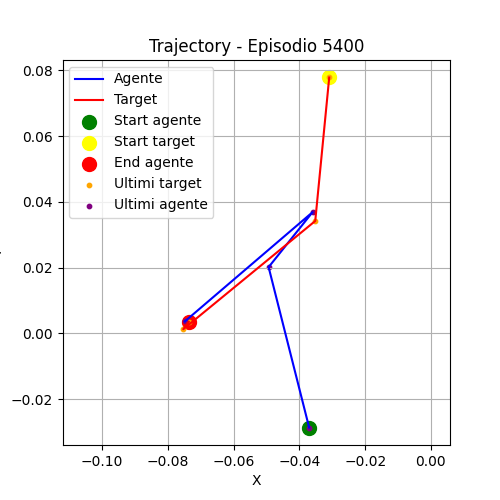 Trajectory - Episodio 5400
Agente
Target
Start agente
Start target
End agente
Ultimi target
Ultimi agente
0.08
0.06
0.04
0.02
0.00
−0.02
−0.10
−0.08
−0.06
−0.04
−0.02
0.00
X